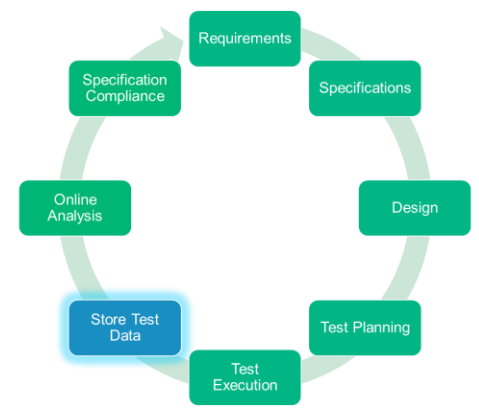 Requirements
Specifications
Design
Test Planning
Test
Execution
Store Test
Data
Online
Analysis
Specification
Compliance